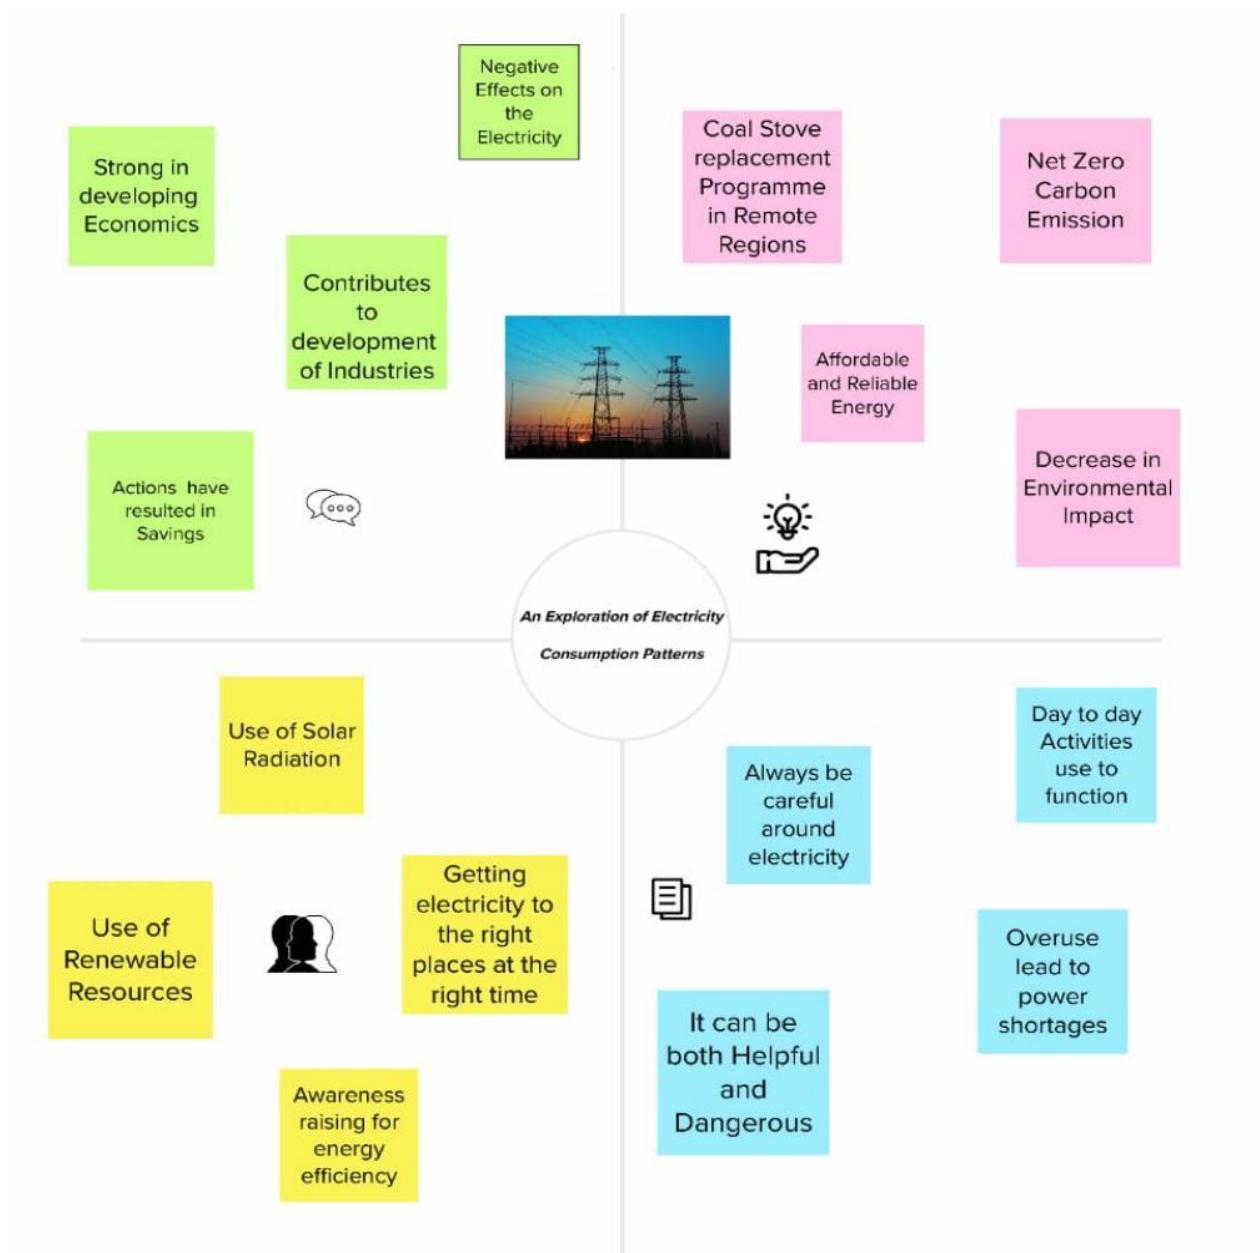 Negative
Effects on
the
Electricity
Strong in
developing
Economics
Contributes
to
development
of Industries
Actions have
resulted in
Savings
Coal Stove
replacement
Programme
in Remote
Regions
Net Zero
Carbon
Emission
Affordable
and Reliable
Energy
Decrease in
Environmental
Impact
An Exploration of Electricity
Consumption Patterns
Use of Solar
Radiation
Use of
Renewable
Resources
Getting
electricity to
the right
places at the
right time
Awareness
raising for
energy
efficiency
Always be
careful
around
electricity
Day to day
Activities
use to
function
It can be
both Helpful
and
Dangerous
Overuse
lead to
power
shortages